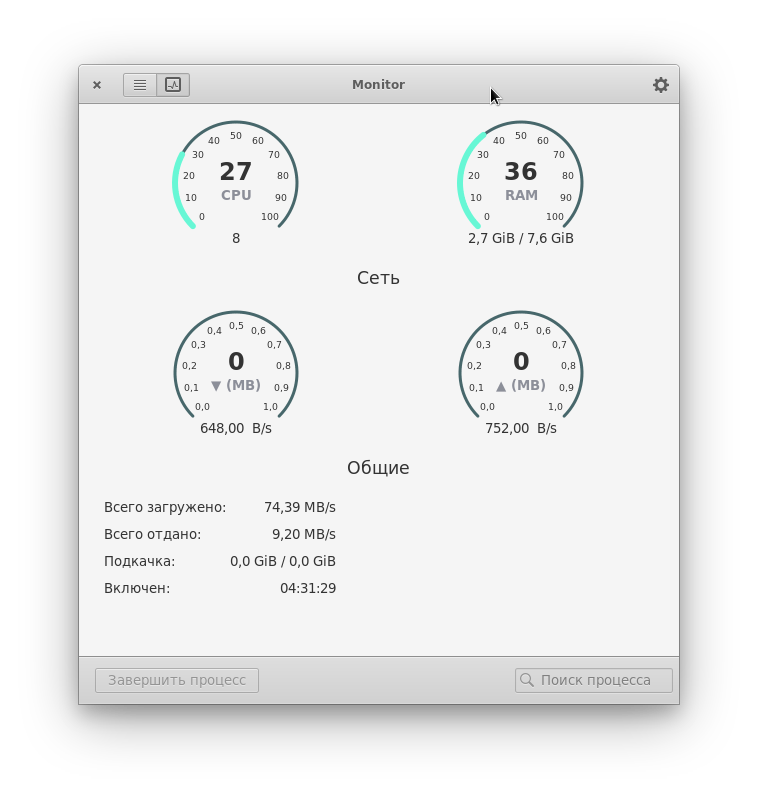 Monitor
0 10 20 30 40 50 60 70 80 90 100
27
CPU
8
0 10 20 30 40 50 60 70 80 90 100
36
RAM
2,7 GiB / 7,6 GiB
Сеть
0,0 0,1 0,2 0,3 0,4 0,5 0,6 0,7 0,8 0,9 1,0
0
▼ (MB)
648,00 B/s
0,0 0,1 0,2 0,3 0,4 0,5 0,6 0,7 0,8 0,9 1,0
0
▲ (MB)
752,00 B/s
Общие
Всего загружено: 74,39 MB/s
Всего отдано: 9,20 MB/s
Подкачка: 0,0 GiB / 0,0 GiB
Включен: 04:31:29
Завершить процесс
Поиск процесса